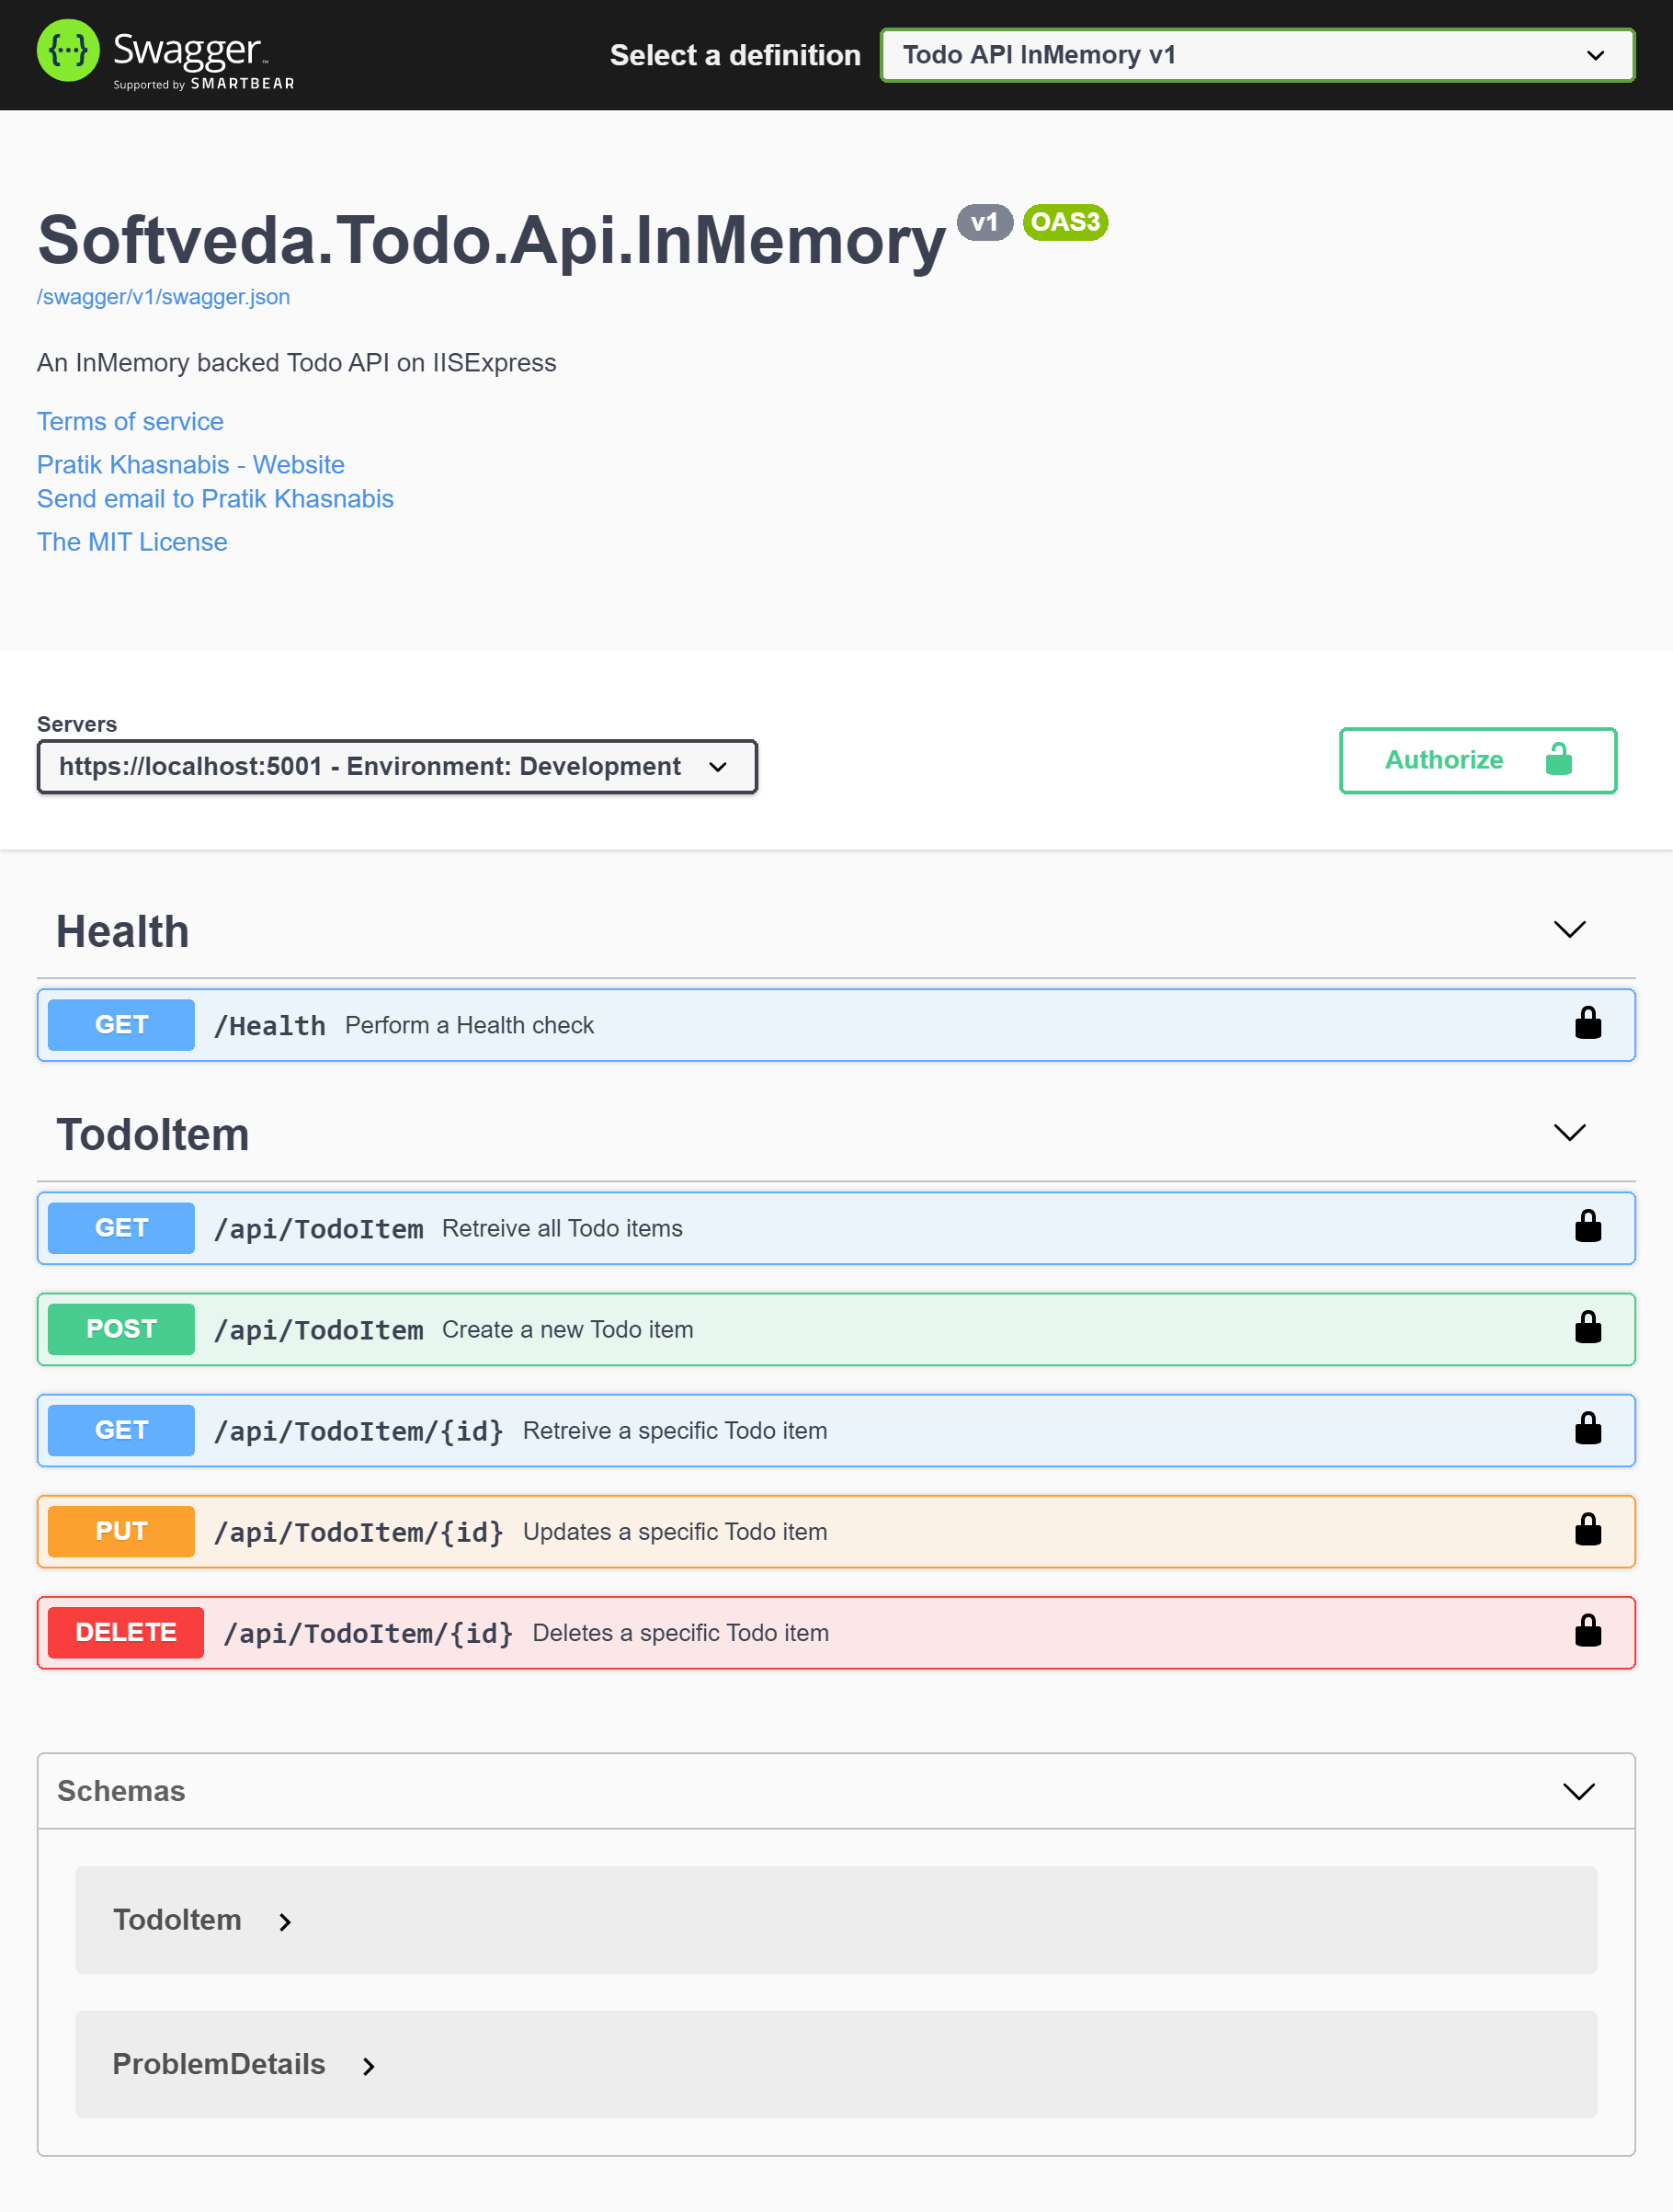 {···} Swagger™
Supported by SMARTBEAR
Select a definition
Todo API InMemory v1
Softveda.Todo.Api.InMemory v1 OAS3
/swagger/v1/swagger.json
An InMemory backed Todo API on IISExpress
Terms of service
Pratik Khasnabis - Website
Send email to Pratik Khasnabis
The MIT License
Servers
https://localhost:5001 - Environment: Development
Authorize
Health
GET /Health Perform a Health check
TodoItem
GET /api/TodoItem Retreive all Todo items
POST /api/TodoItem Create a new Todo item
GET /api/TodoItem/{id} Retreive a specific Todo item
PUT /api/TodoItem/{id} Updates a specific Todo item
DELETE /api/TodoItem/{id} Deletes a specific Todo item
Schemas
TodoItem
ProblemDetails